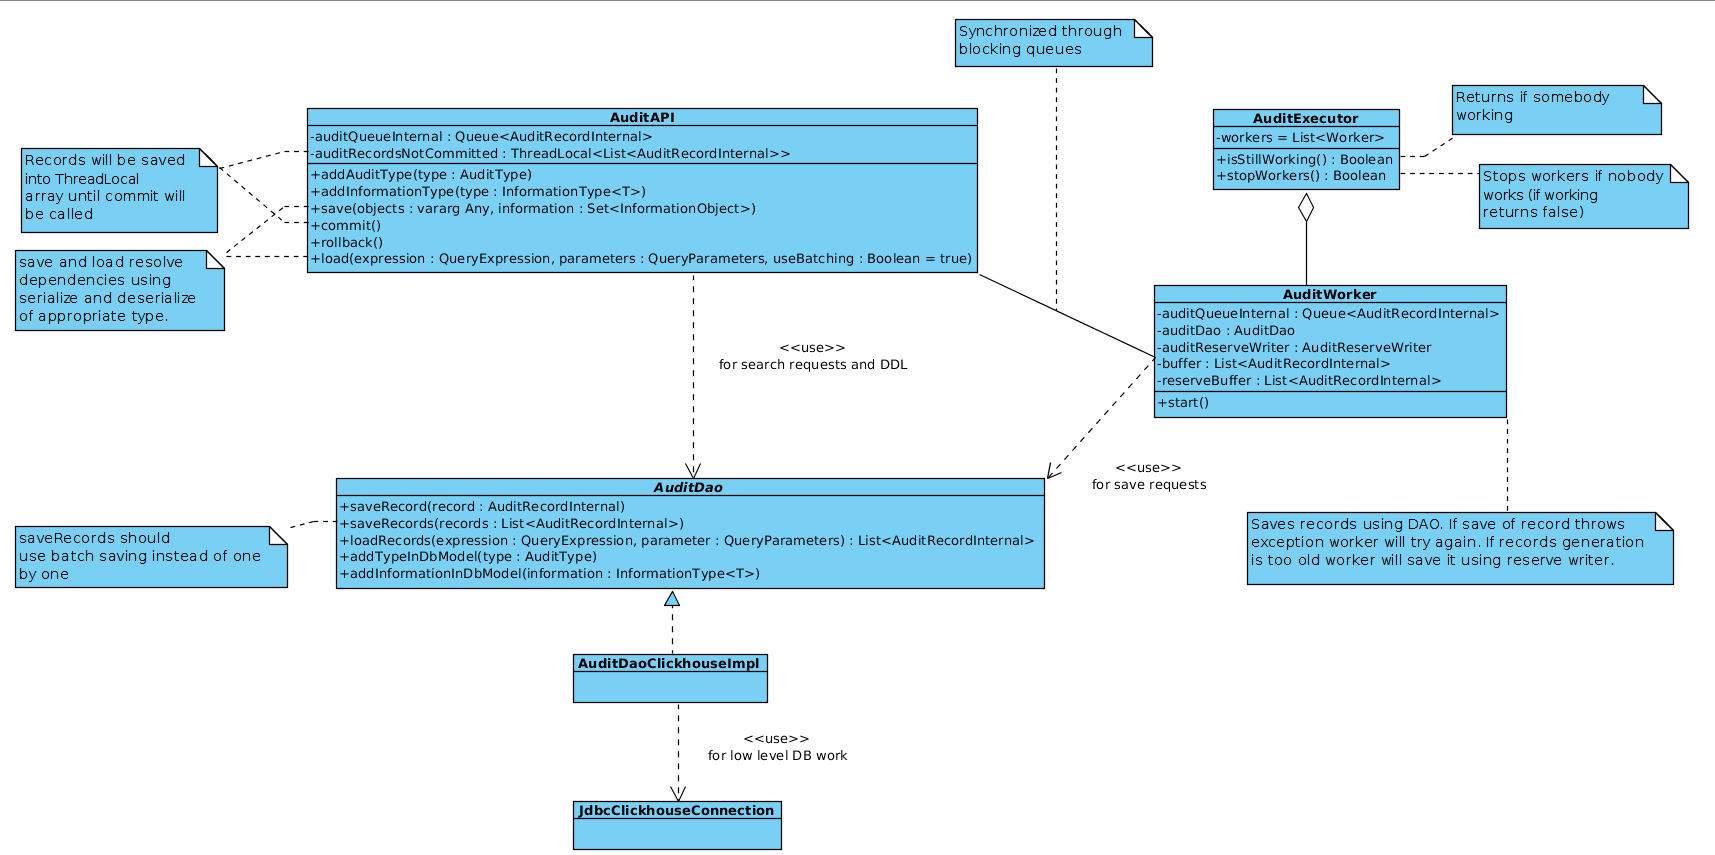 Synchronized through
blocking queues
AuditAPI
-auditQueueInternal : Queue<AuditRecordInternal>
-auditRecordsNotCommitted : ThreadLocal<List<AuditRecordInternal>>
+addAuditType(type : AuditType)
+addInformationType(type : InformationType<T>)
+save(objects : vararg Any, information : Set<InformationObject>)
+commit()
+rollback()
+load(expression : QueryExpression, parameters : QueryParameters, useBatching : Boolean = true)
Records will be saved
into ThreadLocal
array until commit will
be called
save and load resolve
dependencies using
serialize and deserialize
of appropriate type.
AuditExecutor
-workers = List<Worker>
+isStillWorking() : Boolean
+stopWorkers() : Boolean
Returns if somebody
working
Stops workers if nobody
works (if working
returns false)
AuditWorker
-auditQueueInternal : Queue<AuditRecordInternal>
-auditDao : AuditDao
-auditReserveWriter : AuditReserveWriter
-buffer : List<AuditRecordInternal>
-reserveBuffer : List<AuditRecordInternal>
+start()
<<use>>
for search requests and DDL
<<use>>
for save requests
AuditDao
+saveRecord(record : AuditRecordInternal)
+saveRecords(records : List<AuditRecordInternal>)
+loadRecords(expression : QueryExpression, parameter : QueryParameters) : List<AuditRecordInternal>
+addTypeInDbModel(type : AuditType)
+addInformationInDbModel(information : InformationType<T>)
saveRecords should
use batch saving instead of one
by one
Saves records using DAO. If save of record throws
exception worker will try again. If records generation
is too old worker will save it using reserve writer.
AuditDaoClickhouseImpl
<<use>>
for low level DB work
JdbcClickhouseConnection